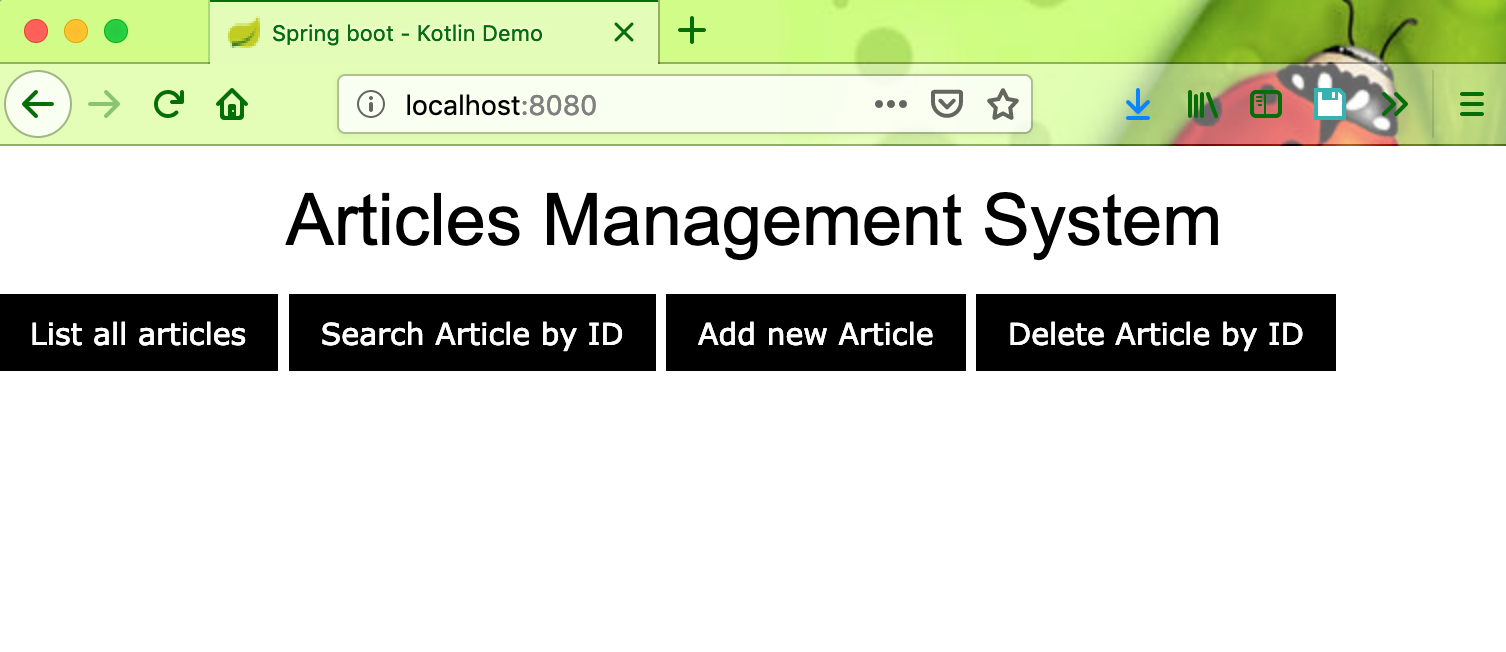 Spring boot - Kotlin Demo
localhost:8080
Articles Management System
List all articles Search Article by ID Add new Article Delete Article by ID